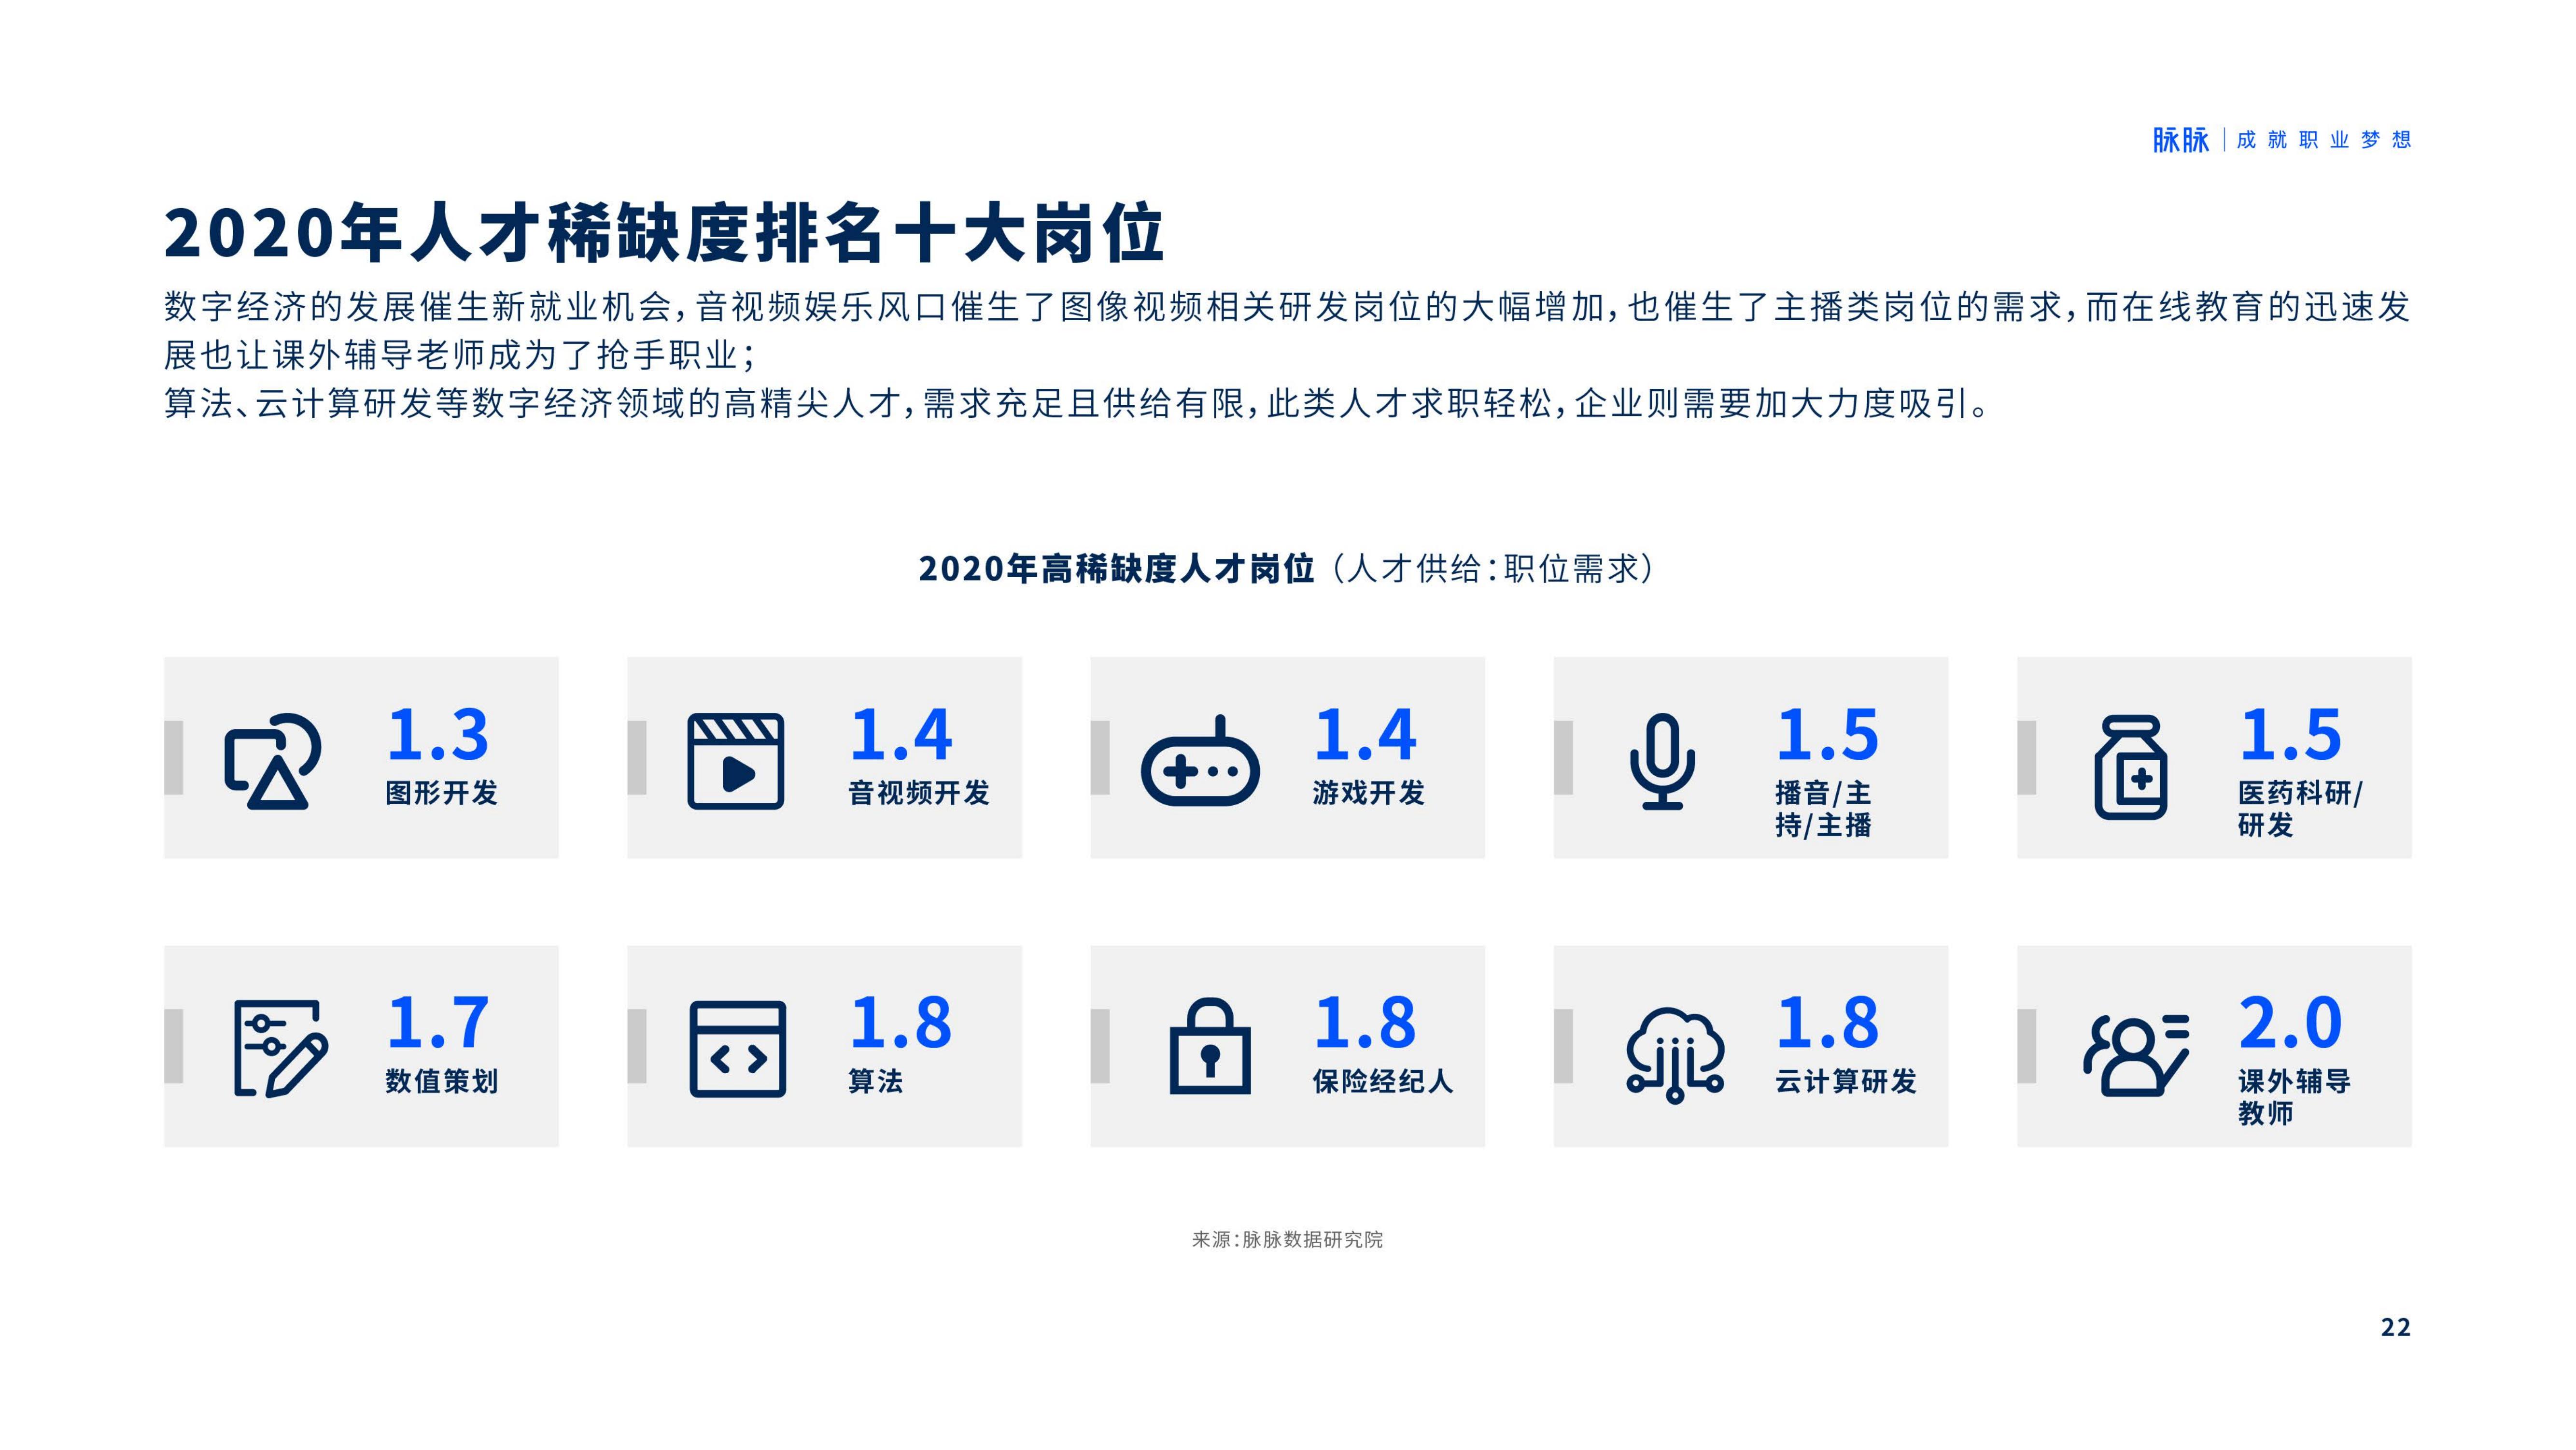 脉脉 | 成就职业梦想
2020年人才稀缺度排名十大岗位
数字经济的发展催生新就业机会,音视频娱乐风口催生了图像视频相关研发岗位的大幅增加,也催生了主播类岗位的需求,而在线教育的迅速发
展也让课外辅导老师成为了抢手职业;
算法、云计算研发等数字经济领域的高精尖人才,需求充足且供给有限,此类人才求职轻松,企业则需要加大力度吸引。
2020年高稀缺度人才岗位(人才供给:职位需求)
1.3
图形开发
1.4
音视频开发
1.4
游戏开发
1.5
播音/主
持/主播
1.5
医药科研/
研发
1.7
数值策划
1.8
算法
1.8
保险经纪人
1.8
云计算研发
2.0
课外辅导
教师
来源:脉脉数据研究院
22